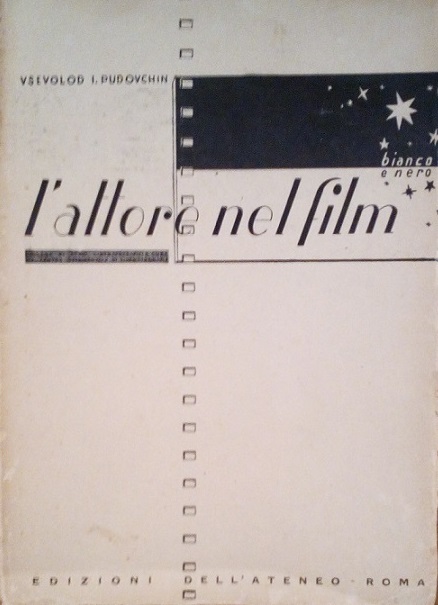 VSEVOLOD I. PUDOVCHIN
bianco
e nero
l'attore nel film
EDIZIONI DELL'ATENEO - ROMA